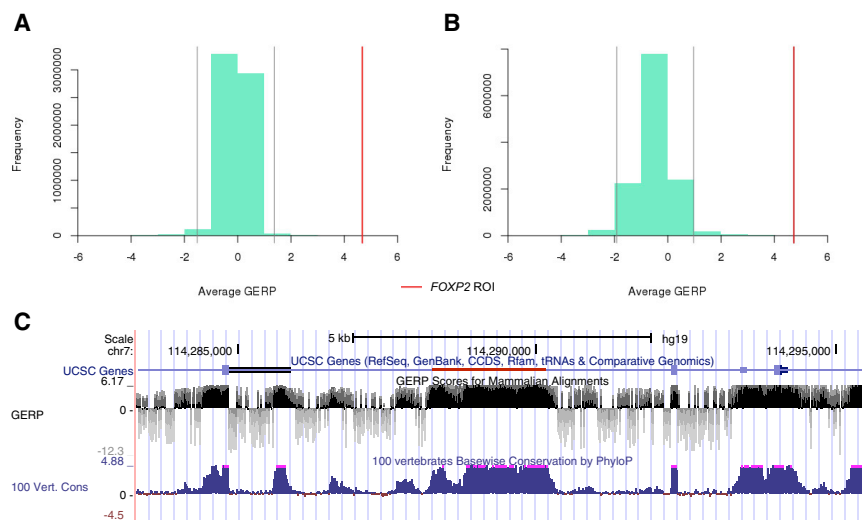 A
B
Frequency
0 1000000 2000000 3000000
-6 -4 -2 0 2 4 6
Average GERP
Frequency
0 2000000 6000000
-6 -4 -2 0 2 4 6
Average GERP
FOXP2 ROI
C
Scale 5 kb hg19
chr7: 114,285,000 114,290,000 114,295,000
UCSC Genes (RefSeq, GenBank, CCDS, Rfam, tRNAs & Comparative Genomics)
UCSC Genes
6.17 GERP Scores for Mammalian Alignments
GERP 0
-12.3
4.88 100 vertebrates Basewise Conservation by PhyloP
100 Vert. Cons
0
-4.5